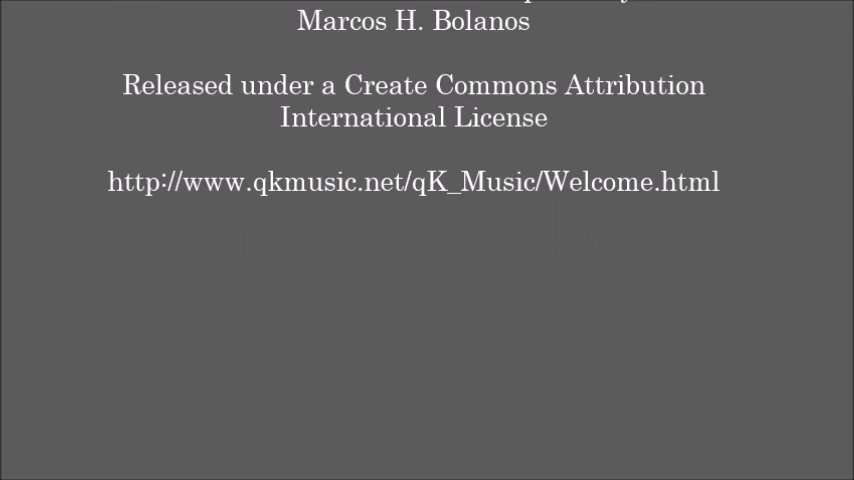 Marcos H. Bolanos
Released under a Create Commons Attribution
International License
http://www.qkmusic.net/qK_Music/Welcome.html